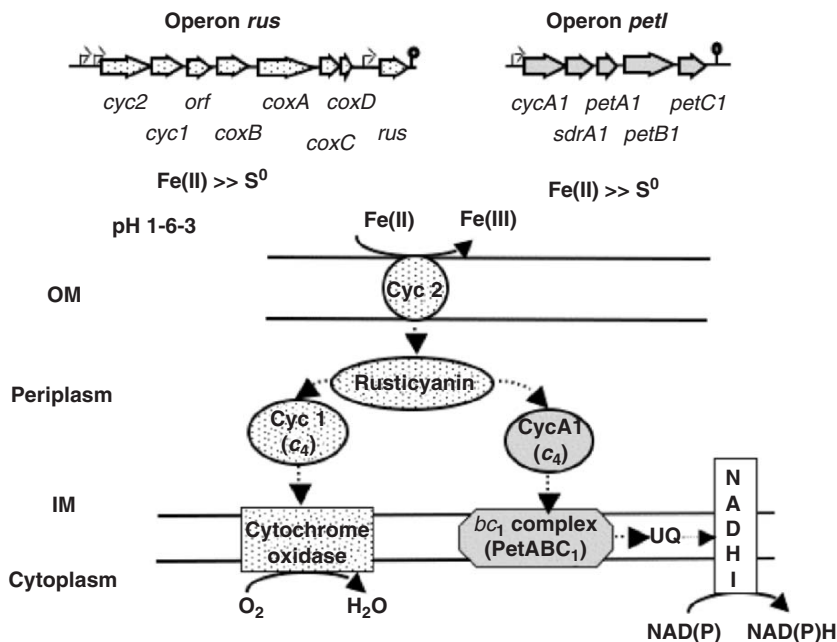 Operon rus
Operon petI
cyc2 orf coxA coxD
cyc1 coxB coxC rus
cycA1 petA1 petC1
sdrA1 petB1
Fe(II) >> S⁰
Fe(II) >> S⁰
pH 1-6-3
Fe(II) Fe(III)
OM
Cyc 2
Periplasm
Rusticyanin
Cyc 1
(c₄)
CycA1
(c₄)
IM
Cytochrome
oxidase
bc₁ complex
(PetABC₁)
UQ
N
A
D
H
I
Cytoplasm
O₂ H₂O
NAD(P) NAD(P)H